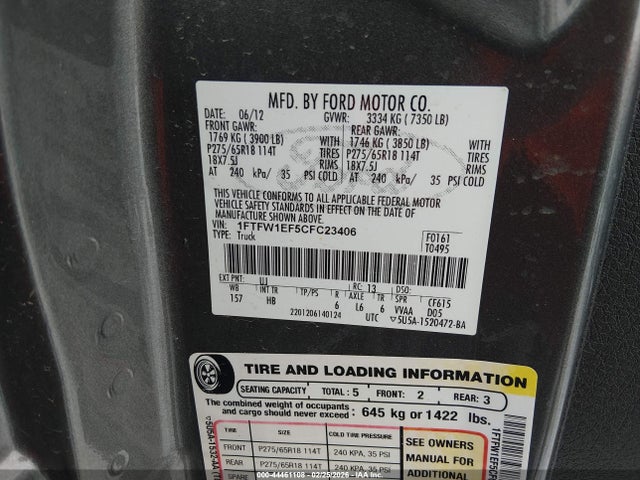 MFD. BY FORD MOTOR CO.
DATE: 06/12 GVWR: 3334 KG ( 7350 LB)
FRONT GAWR: REAR GAWR:
1769 KG ( 3900 LB) WITH 1746 KG ( 3850 LB) WITH
P275/65R18 114T TIRES P275/65R18 114T TIRES
18X7.5J RIMS 18X7.5J RIMS
AT 240 kPa/ 35 PSI COLD AT 240 kPa/ 35 PSI COLD
THIS VEHICLE CONFORMS TO ALL APPLICABLE FEDERAL MOTOR
VEHICLE SAFETY STANDARDS IN EFFECT ON THE DATE OF
MANUFACTURE SHOWN ABOVE.
VIN: 1FTFW1EF5CFC23406 F0161
TYPE: Truck T0495
EXT PNT: UJ RC: 13 DSO:
WB INT TR TP/PS R AXLE TR SPR CF615
157 HB 6 L6 6 VVAA D05
2201206140124 UTC ▽5U5A-1520472-BA
TIRE AND LOADING INFORMATION
SEATING CAPACITY TOTAL : 5 FRONT: 2 REAR: 3
The combined weight of occupants
and cargo should never exceed : 645 kg or 1422 lbs.
TIRE SIZE COLD TIRE PRESSURE SEE OWNERS
FRONT P275/65R18 114T 240 KPA, 35 PSI MANUAL FOR
REAR P275/65R18 114T 240 KPA, 35 PSI ADDITIONAL
SPARE
© Copyright IAA Holdings, LLC. - 44461108 - 02/25/2026 - All Rights Reserved